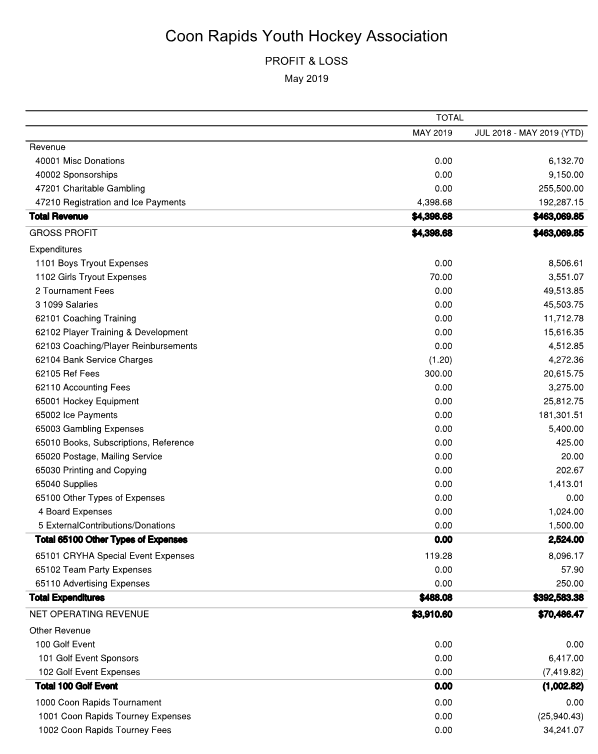 Coon Rapids Youth Hockey Association
PROFIT & LOSS
May 2019
TOTAL
MAY 2019 JUL 2018 - MAY 2019 (YTD)
Revenue
40001 Misc Donations 0.00 6,132.70
40002 Sponsorships 0.00 9,150.00
47201 Charitable Gambling 0.00 255,500.00
47210 Registration and Ice Payments 4,398.68 192,287.15
Total Revenue $4,398.68 $463,069.85
GROSS PROFIT $4,398.68 $463,069.85
Expenditures
1101 Boys Tryout Expenses 0.00 8,506.61
1102 Girls Tryout Expenses 70.00 3,551.07
2 Tournament Fees 0.00 49,513.85
3 1099 Salaries 0.00 45,503.75
62101 Coaching Training 0.00 11,712.78
62102 Player Training & Development 0.00 15,616.35
62103 Coaching/Player Reinbursements 0.00 4,512.85
62104 Bank Service Charges (1.20) 4,272.36
62105 Ref Fees 300.00 20,615.75
62110 Accounting Fees 0.00 3,275.00
65001 Hockey Equipment 0.00 25,812.75
65002 Ice Payments 0.00 181,301.51
65003 Gambling Expenses 0.00 5,400.00
65010 Books, Subscriptions, Reference 0.00 425.00
65020 Postage, Mailing Service 0.00 20.00
65030 Printing and Copying 0.00 202.67
65040 Supplies 0.00 1,413.01
65100 Other Types of Expenses 0.00 0.00
4 Board Expenses 0.00 1,024.00
5 ExternalContributions/Donations 0.00 1,500.00
Total 65100 Other Types of Expenses 0.00 2,524.00
65101 CRYHA Special Event Expenses 119.28 8,096.17
65102 Team Party Expenses 0.00 57.90
65110 Advertising Expenses 0.00 250.00
Total Expenditures $488.08 $392,583.38
NET OPERATING REVENUE $3,910.60 $70,486.47
Other Revenue
100 Golf Event 0.00 0.00
101 Golf Event Sponsors 0.00 6,417.00
102 Golf Event Expenses 0.00 (7,419.82)
Total 100 Golf Event 0.00 (1,002.82)
1000 Coon Rapids Tournament 0.00 0.00
1001 Coon Rapids Tourney Expenses 0.00 (25,940.43)
1002 Coon Rapids Tourney Fees 0.00 34,241.07